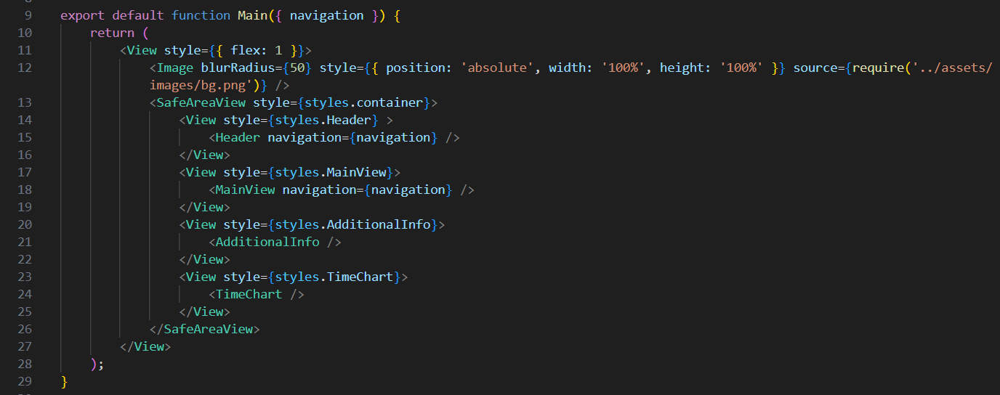 9 export default function Main({ navigation }) {
10 return (
11 <View style={{ flex: 1 }}>
12 <Image blurRadius={50} style={{ position: 'absolute', width: '100%', height: '100%' }} source={require('../assets/
images/bg.png')} />
13 <SafeAreaView style={styles.container}>
14 <View style={styles.Header} >
15 <Header navigation={navigation} />
16 </View>
17 <View style={styles.MainView}>
18 <MainView navigation={navigation} />
19 </View>
20 <View style={styles.AdditionalInfo}>
21 <AdditionalInfo />
22 </View>
23 <View style={styles.TimeChart}>
24 <TimeChart />
25 </View>
26 </SafeAreaView>
27 </View>
28 );
29 }